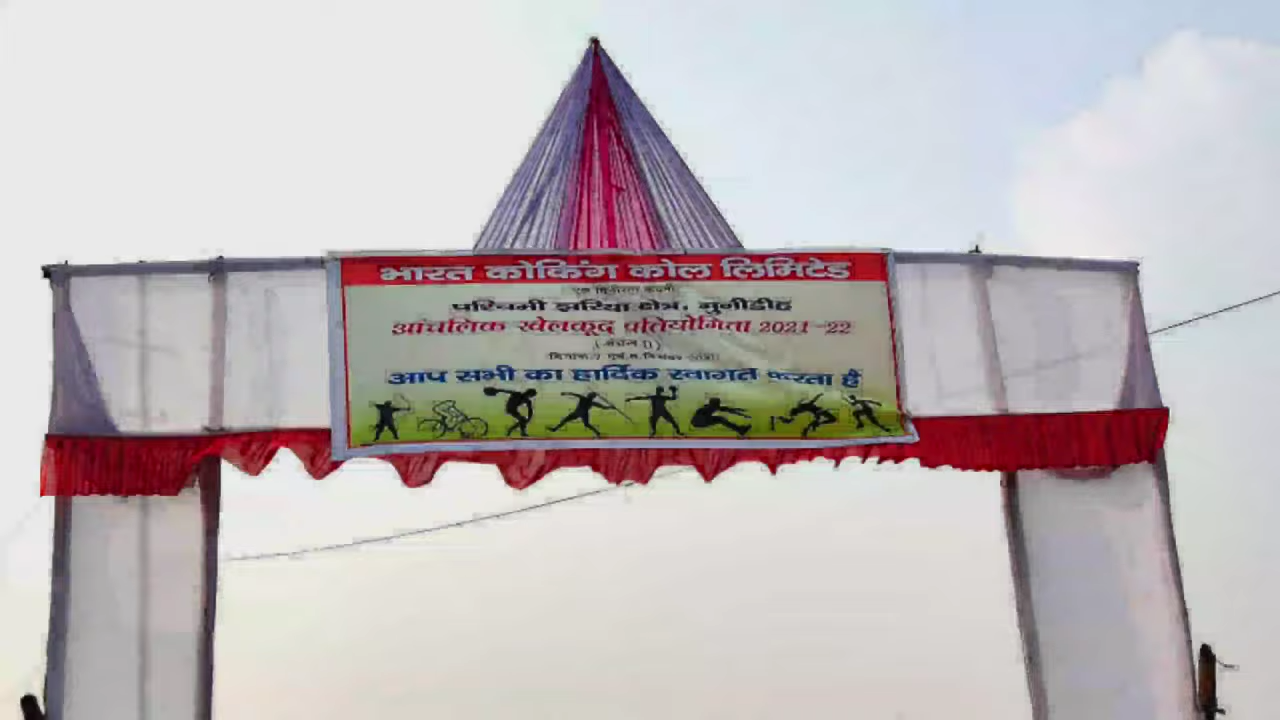 भारत कोकिंग कोल लिमिटेड
पश्चिमी झरिया क्षेत्र, मुनीडीह
आंचलिक खेलकूद प्रतियोगिता 2021-22
आप सभी का हार्दिक स्वागत करता है